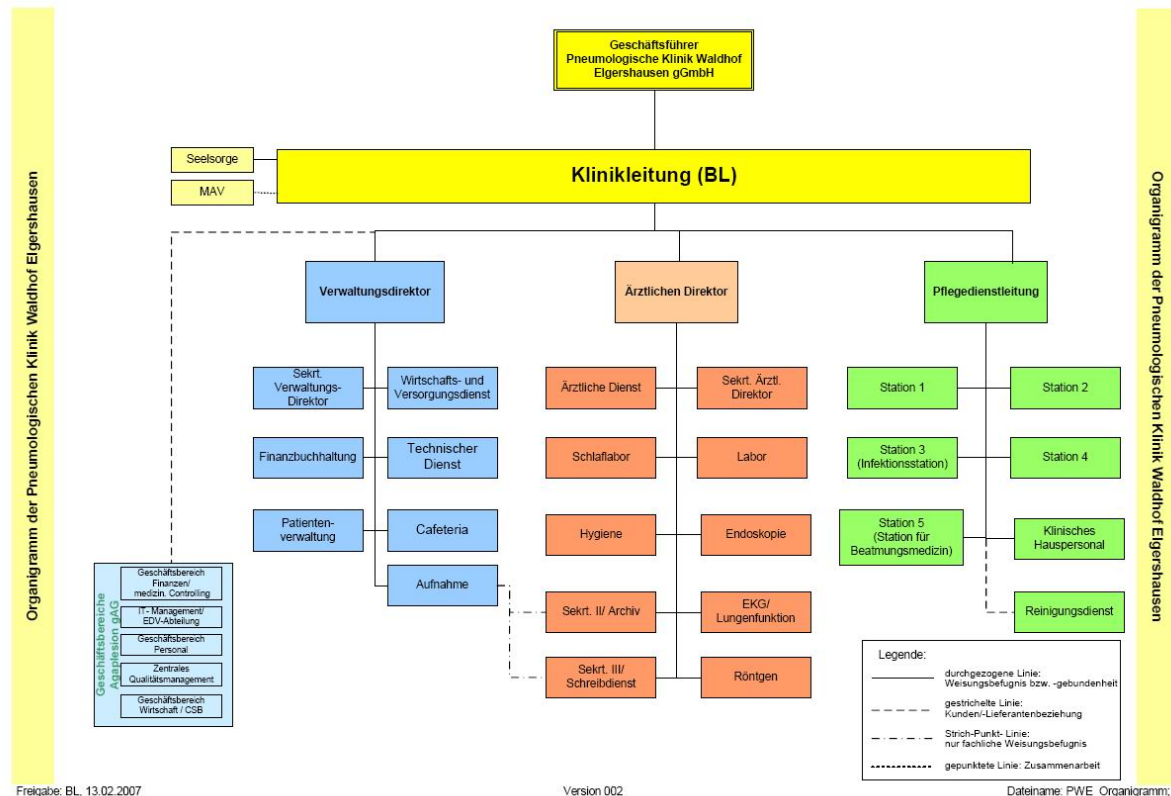 Organigramm der Pneumologischen Klinik Waldhof Elgershausen
Geschäftsführer
Pneumologische Klinik Waldhof
Elgershausen gGmbH
Seelsorge
MAV
Klinikleitung (BL)
Verwaltungsdirektor
Ärztlichen Direktor
Pflegedienstleitung
Sekrt.
Verwaltungs-
Direktor
Wirtschafts- und
Versorgungsdienst
Finanzbuchhaltung
Technischer
Dienst
Patienten-
verwaltung
Cafeteria
Aufnahme
Ärztliche Dienst
Sekrt. Ärztl.
Direktor
Schlaflabor
Labor
Hygiene
Endoskopie
Sekrt. II/ Archiv
EKG/
Lungenfunktion
Sekrt. III/
Schreibdienst
Röntgen
Station 1
Station 2
Station 3
(Infektionsstation)
Station 4
Station 5
(Station für
Beatmungsmedizin)
Klinisches
Hauspersonal
Reinigungsdienst
Geschäftsbereiche
Agaplesion gAG
Geschäftsbereich
Finanzen/
medizin. Controlling
IT- Management/
EDV-Abteilung
Geschäftsbereich
Personal
Zentrales
Qualitätsmanagement
Geschäftsbereich
Wirtschaft / CSB
Legende:
durchgezogene Linie:
Weisungsbefugnis bzw. -gebundenheit
gestrichelte Linie:
Kunden/-Lieferantenbeziehung
Strich-Punkt- Linie:
nur fachliche Weisungsbefugnis
gepunktete Linie: Zusammenarbeit
Organigramm der Pneumologischen Klinik Waldhof Elgershausen
Freigabe: BL, 13.02.2007
Version 002
Dateiname: PWE_Organigramm;